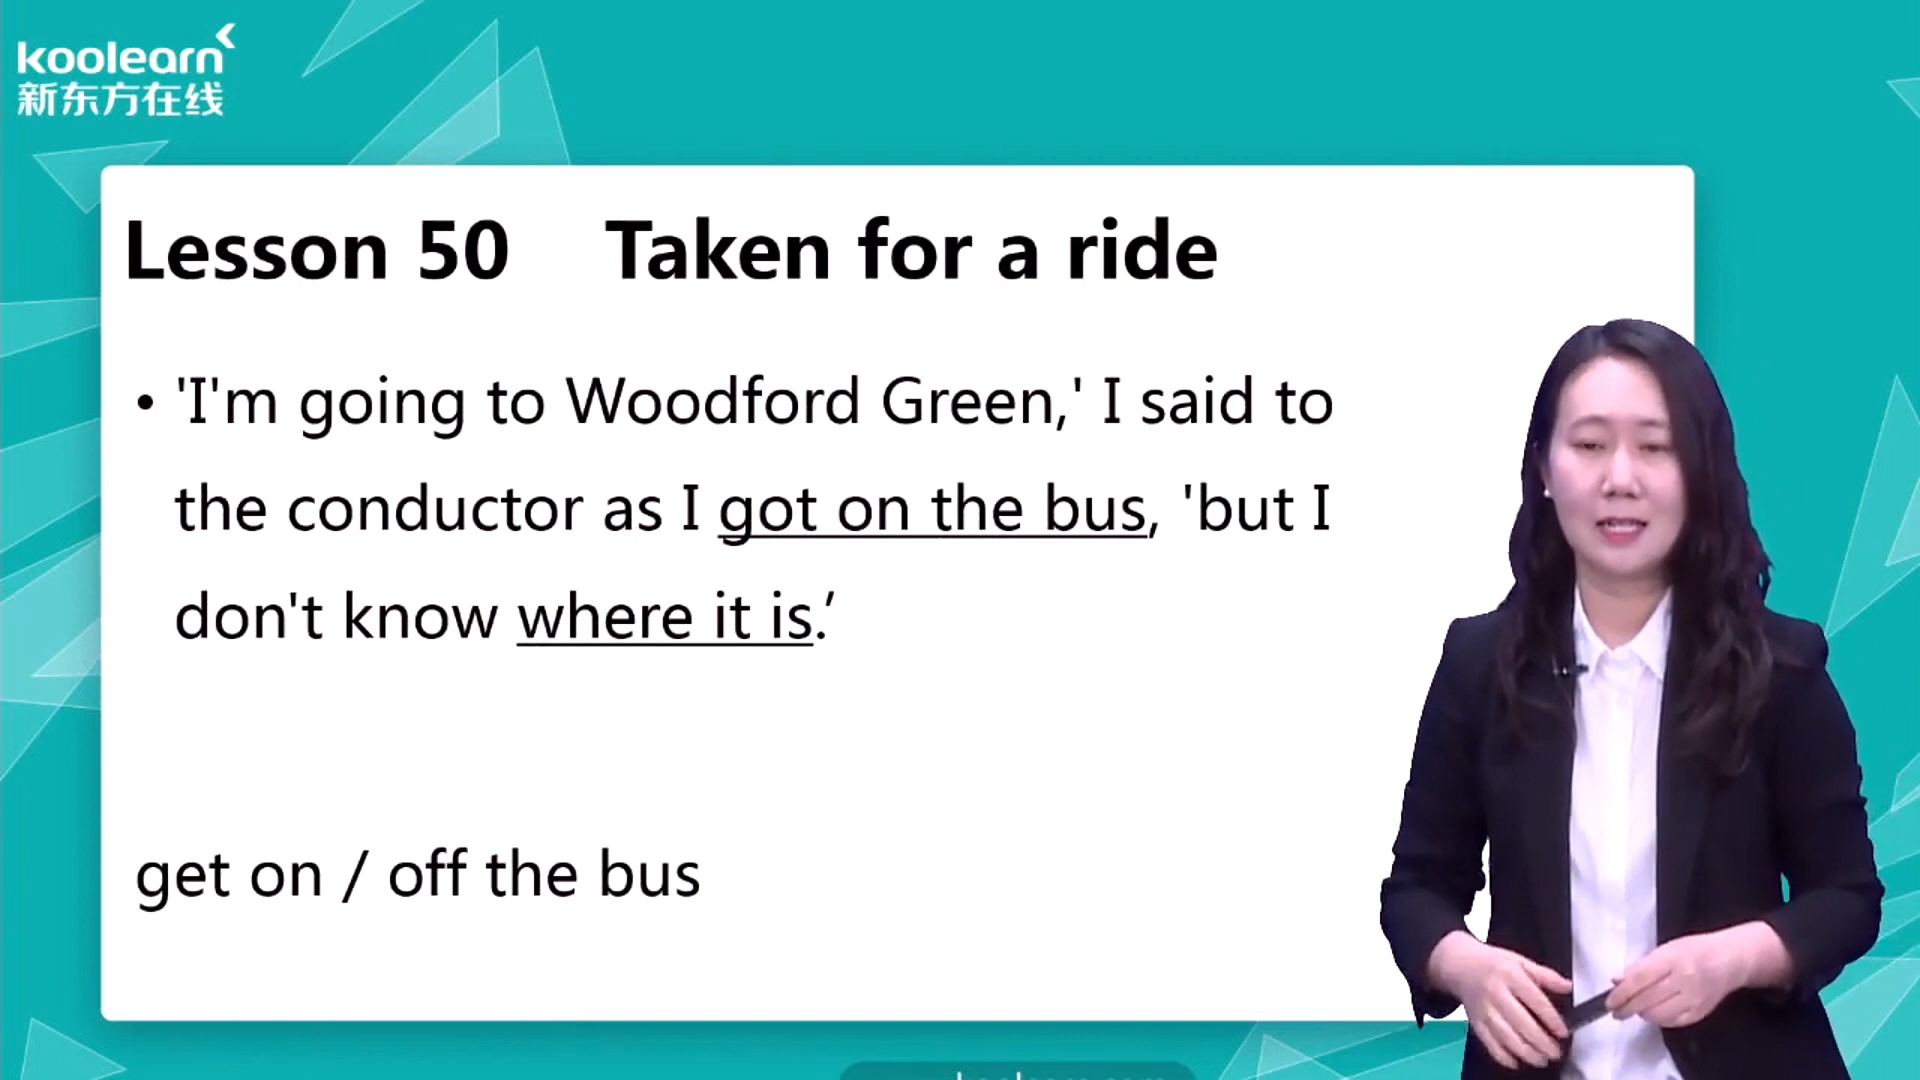 koolearn
新东方在线
Lesson 50 Taken for a ride
• 'I'm going to Woodford Green,' I said to
the conductor as I got on the bus, 'but I
don't know where it is.’
get on / off the bus